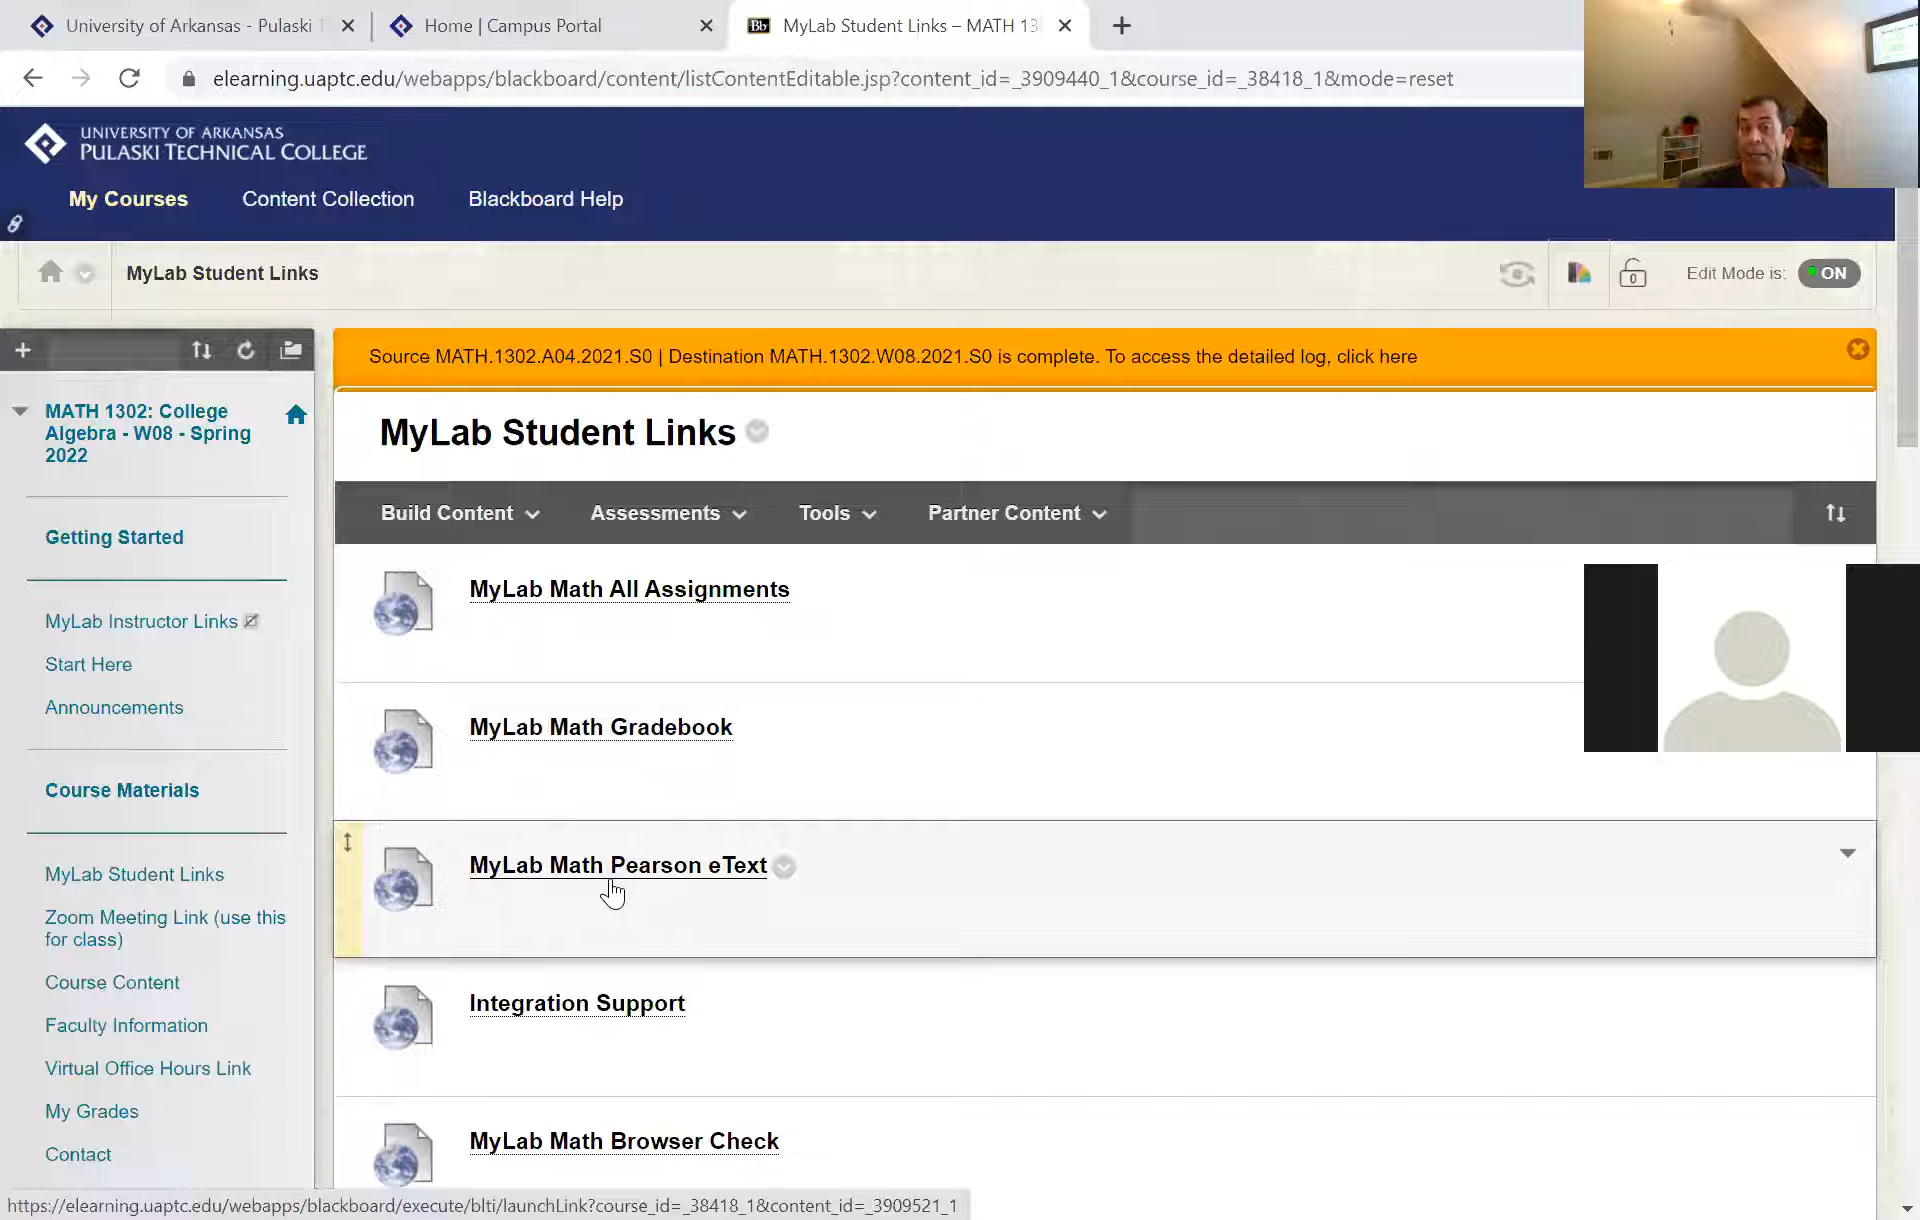 University of Arkansas - Pulaski
Home | Campus Portal
Bb MyLab Student Links – MATH 13
elearning.uaptc.edu/webapps/blackboard/content/listContentEditable.jsp?content_id=_3909440_1&course_id=_38418_1&mode=reset
UNIVERSITY OF ARKANSAS
PULASKI TECHNICAL COLLEGE
My Courses
Content Collection
Blackboard Help
MyLab Student Links
0
Edit Mode is:
ON
Source MATH.1302.A04.2021.S0 | Destination MATH.1302.W08.2021.S0 is complete. To access the detailed log, click here
MATH 1302: College
Algebra - W08 - Spring
2022
Getting Started
MyLab Instructor Links
Start Here
Announcements
Course Materials
MyLab Student Links
Zoom Meeting Link (use this
for class)
Course Content
Faculty Information
Virtual Office Hours Link
My Grades
Contact
MyLab Student Links
Build Content
Assessments
Tools
Partner Content
MyLab Math All Assignments
MyLab Math Gradebook
MyLab Math Pearson eText
Integration Support
MyLab Math Browser Check
https://elearning.uaptc.edu/webapps/blackboard/execute/blti/launchLink?course_id=_38418_1&content_id=_3909521_1